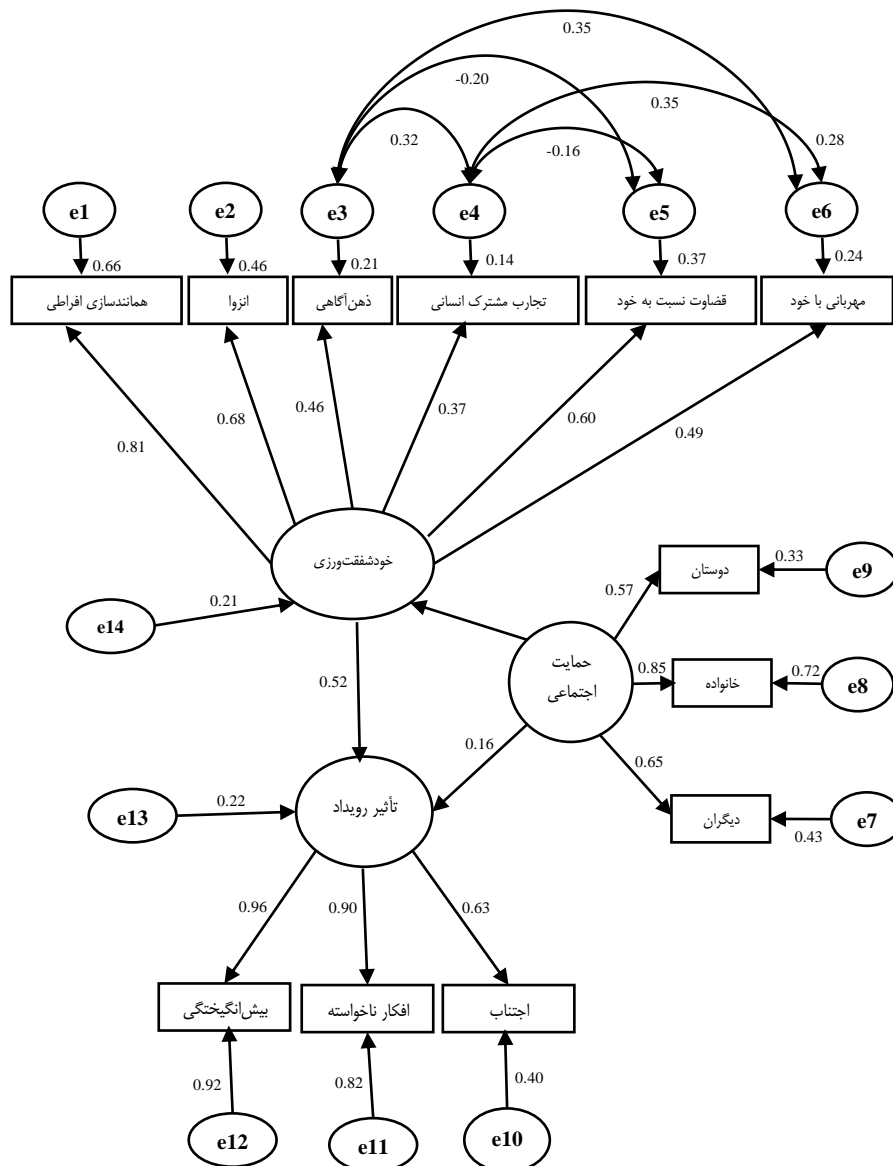 0.35
-0.20
0.35
0.32
0.28
-0.16
e1
e2
e3
e4
e5
e6
0.66
0.46
0.21
0.14
0.37
0.24
همانندسازی افراطی
انزوا
ذهن‌آگاهی
تجارب مشترک انسانی
قضاوت نسبت به خود
مهربانی با خود
0.81
0.68
0.46
0.37
0.60
0.49
خودشفقت‌ورزی
دوستان
0.33
e9
0.57
0.21
e14
حمایت
اجتماعی
0.85
خانواده
0.72
e8
0.52
0.16
0.65
تأثیر رویداد
0.22
e13
دیگران
0.43
e7
0.96
0.90
0.63
بیش‌انگیختگی
افکار ناخواسته
اجتناب
0.92
0.82
0.40
e12
e11
e10